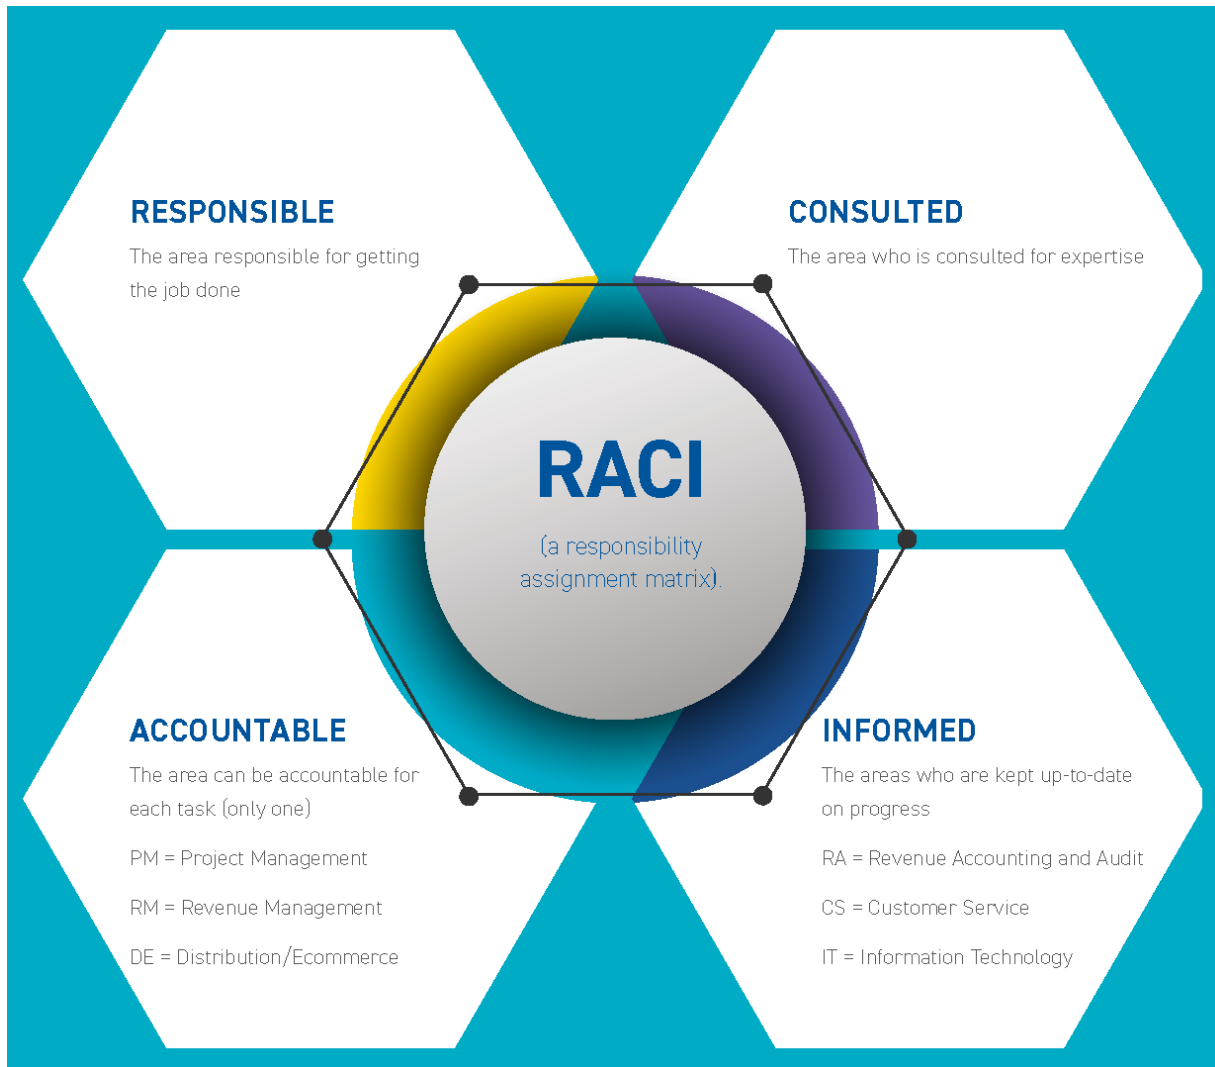 RESPONSIBLE
The area responsible for getting
the job done
CONSULTED
The area who is consulted for expertise
RACI
(a responsibility
assignment matrix).
ACCOUNTABLE
The area can be accountable for
each task (only one)
PM = Project Management
RM = Revenue Management
DE = Distribution/Ecommerce
INFORMED
The areas who are kept up-to-date
on progress
RA = Revenue Accounting and Audit
CS = Customer Service
IT = Information Technology